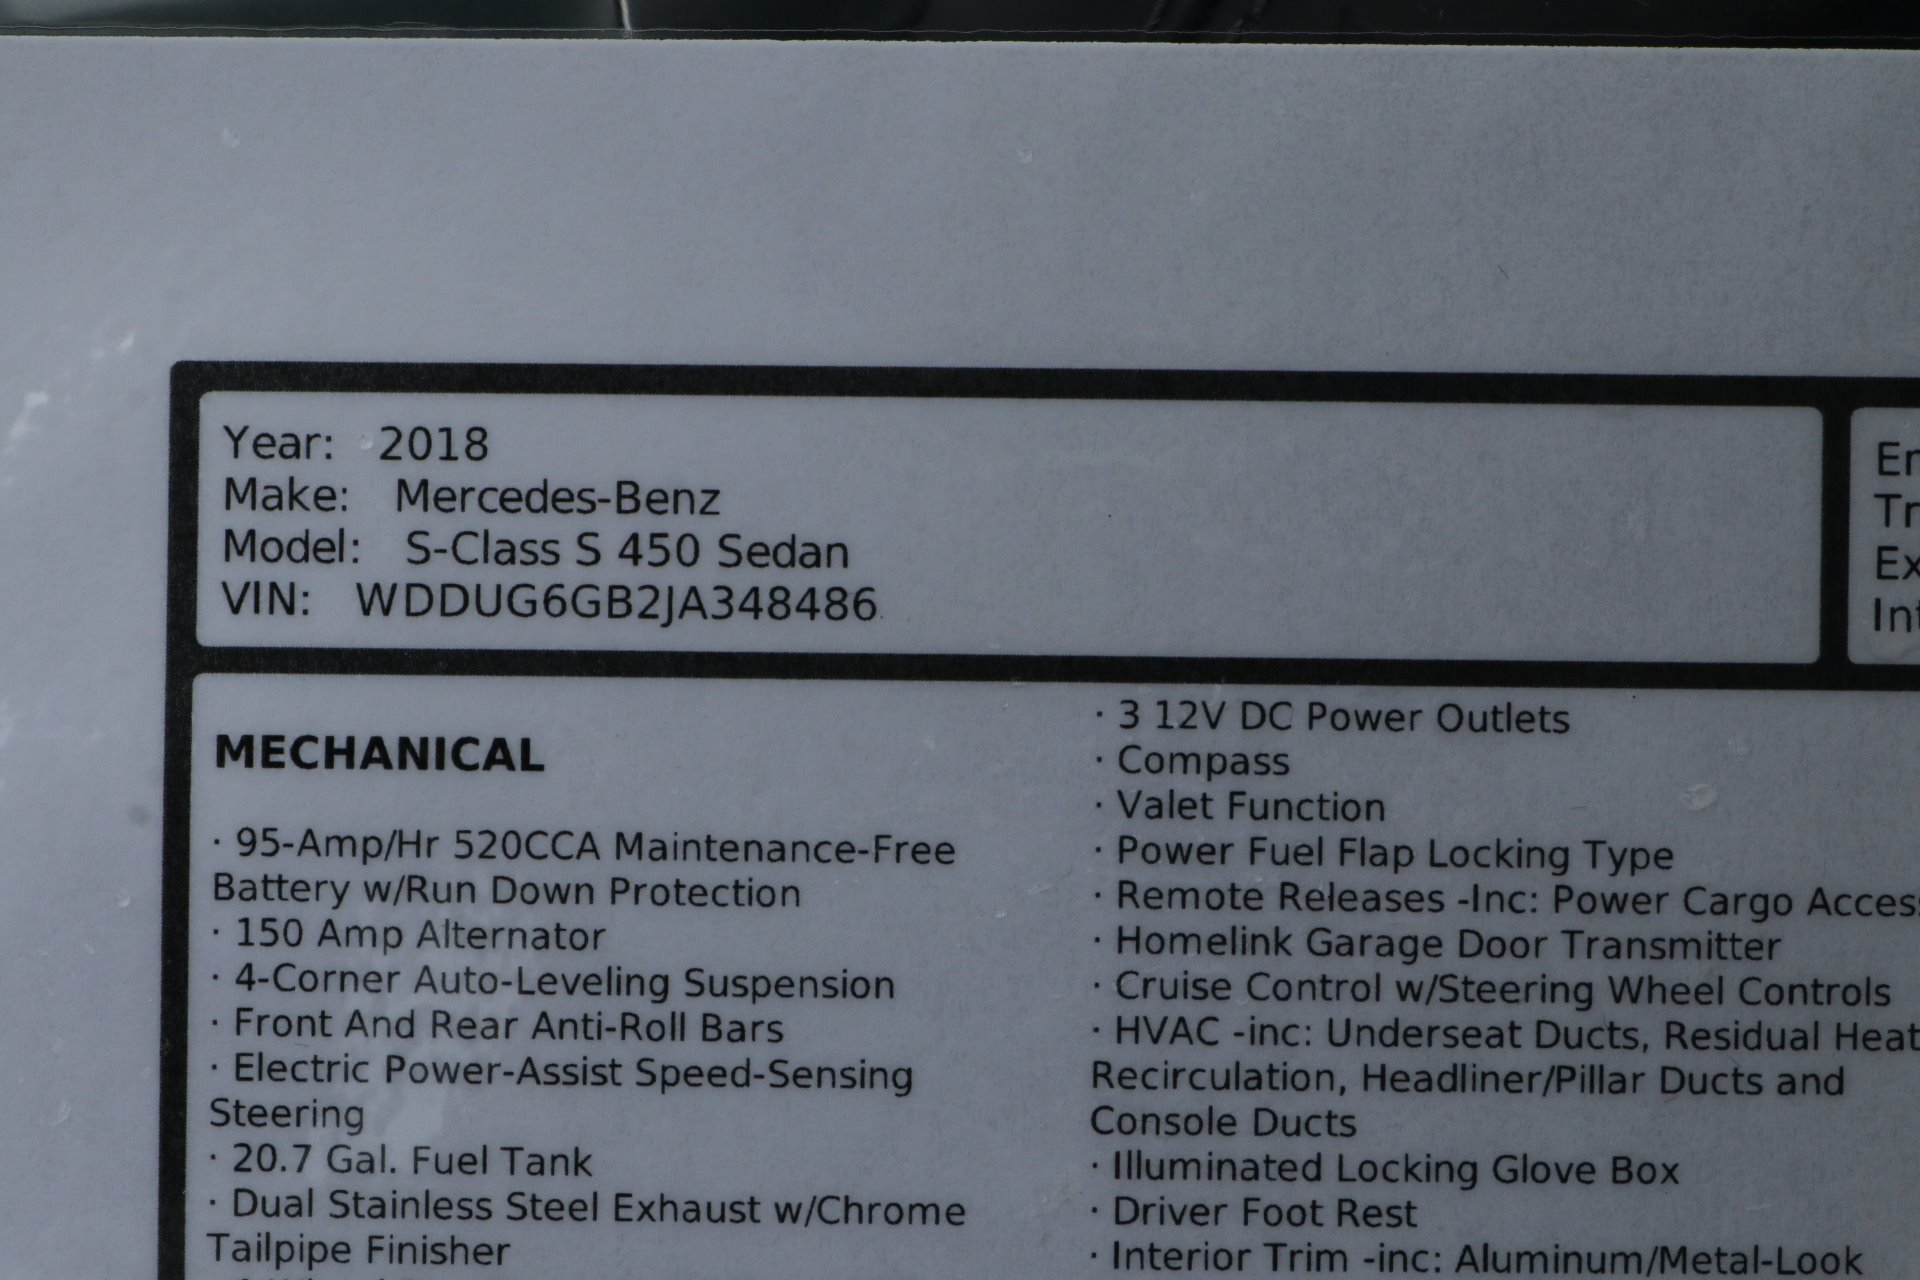 Year: 2018
Make: Mercedes-Benz
Model: S-Class S 450 Sedan
VIN: WDDUG6GB2JA348486
MECHANICAL
· 95-Amp/Hr 520CCA Maintenance-Free
Battery w/Run Down Protection
· 150 Amp Alternator
· 4-Corner Auto-Leveling Suspension
· Front And Rear Anti-Roll Bars
· Electric Power-Assist Speed-Sensing
Steering
· 20.7 Gal. Fuel Tank
· Dual Stainless Steel Exhaust w/Chrome
Tailpipe Finisher
· 3 12V DC Power Outlets
· Compass
· Valet Function
· Power Fuel Flap Locking Type
· Remote Releases -Inc: Power Cargo
· Homelink Garage Door Transmitter
· Cruise Control w/Steering Wheel Controls
· HVAC -inc: Underseat Ducts, Residual Heat
Recirculation, Headliner/Pillar Ducts and
Console Ducts
· Illuminated Locking Glove Box
· Driver Foot Rest
· Interior Trim -inc: Aluminum/Metal-Look